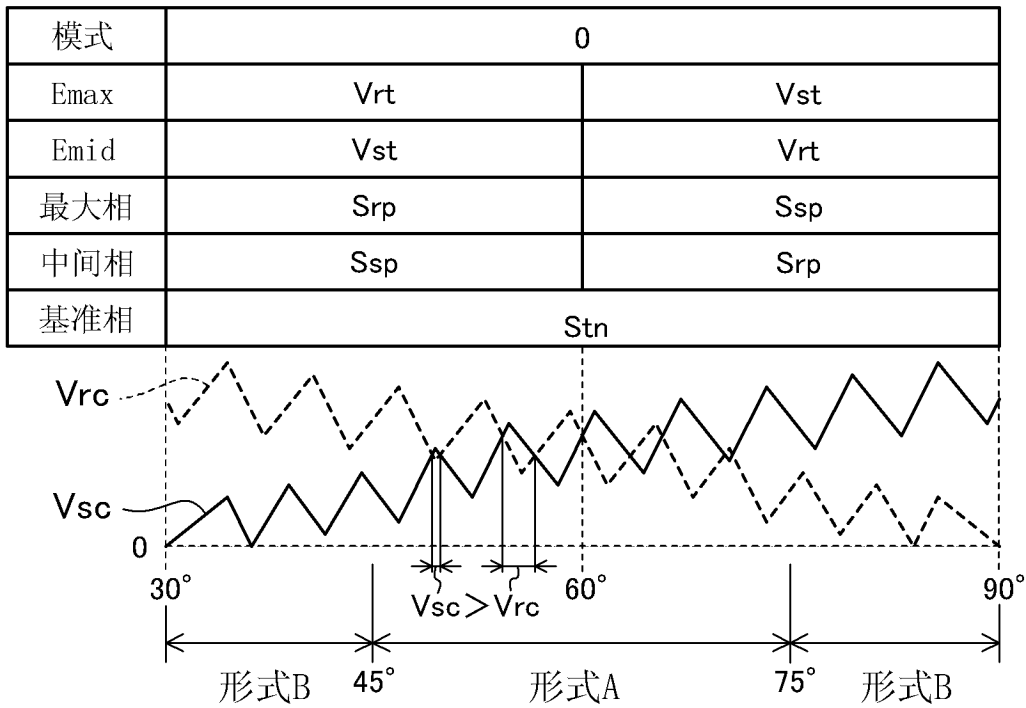 模式 0
Emax Vrt Vst
Emid Vst Vrt
最大相 Srp Ssp
中间相 Ssp Srp
基准相 Stn
Vrc
Vsc
0
30° 60° 90°
Vsc＞Vrc
45° 75°
形式B 形式A 形式B